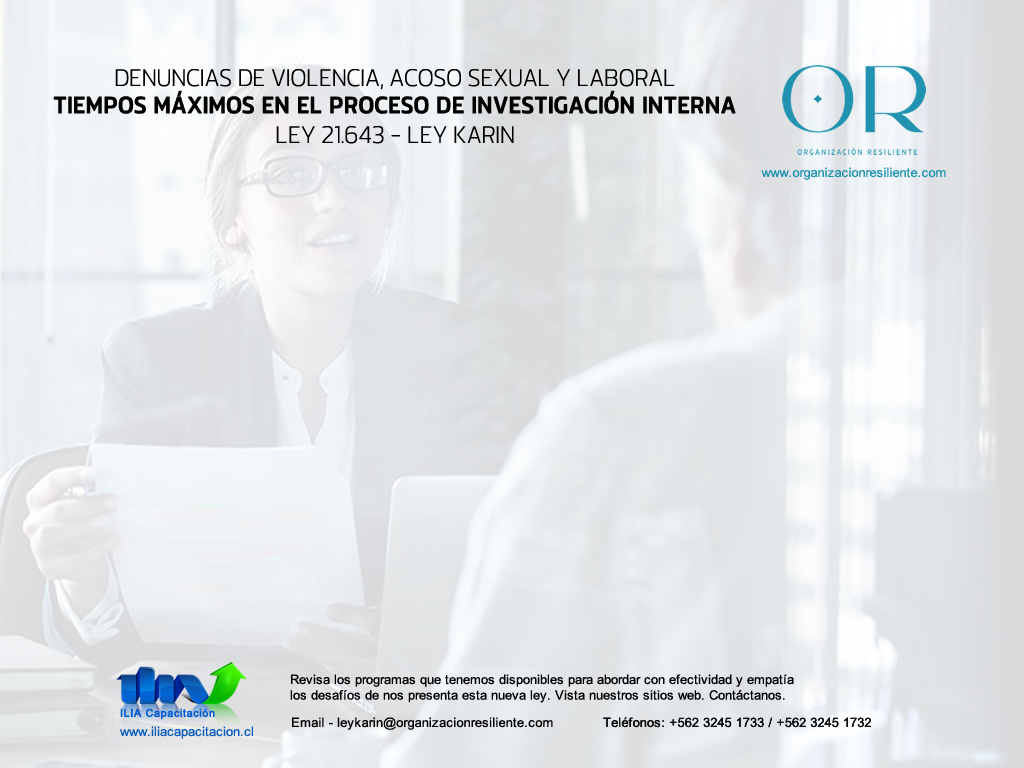 DENUNCIAS DE VIOLENCIA, ACOSO SEXUAL Y LABORAL
TIEMPOS MÁXIMOS EN EL PROCESO DE INVESTIGACIÓN INTERNA
LEY 21.643 - LEY KARIN
OR
ORGANIZACIÓN RESILIENTE
www.organizacionresiliente.com
ILIA Capacitación
www.iliacapacitacion.cl
Revisa los programas que tenemos disponibles para abordar con efectividad y empatía
los desafíos de nos presenta esta nueva ley. Vista nuestros sitios web. Contáctanos.
Email - leykarin@organizacionresiliente.com Teléfonos: +562 3245 1733 / +562 3245 1732